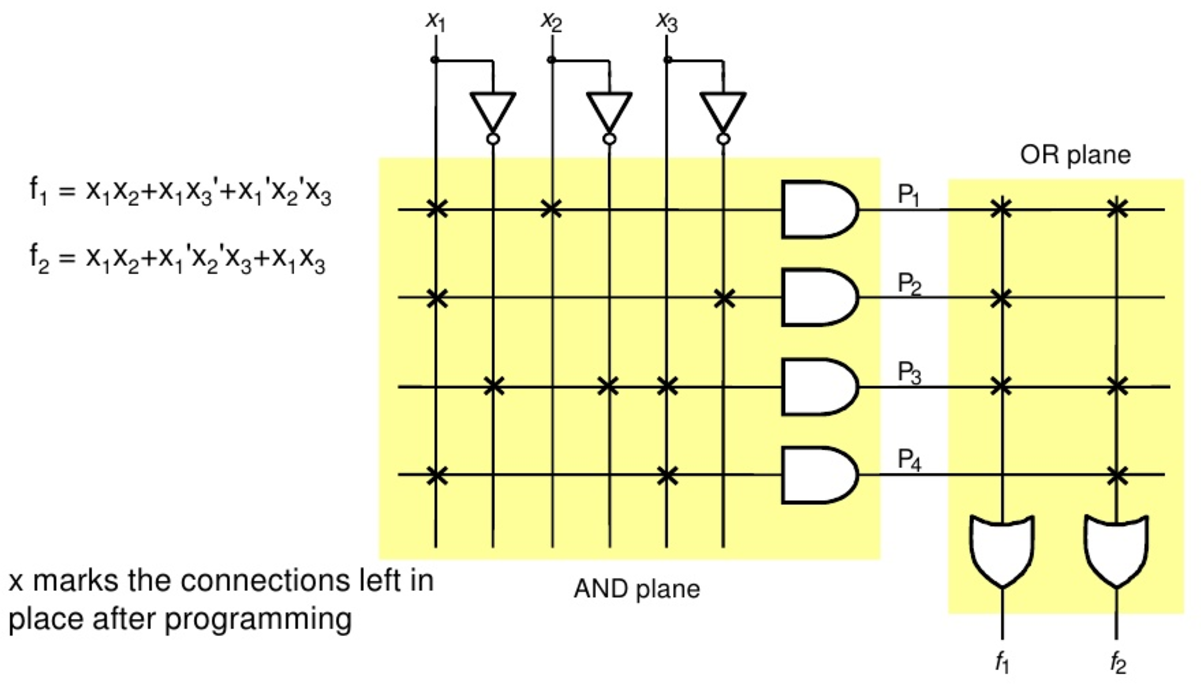 x₁ x₂ x₃
OR plane
f₁ = x₁x₂+x₁x₃'+x₁'x₂'x₃
P₁
f₂ = x₁x₂+x₁'x₂'x₃+x₁x₃
P₂
P₃
P₄
x marks the connections left in
place after programming
AND plane
f₁ f₂